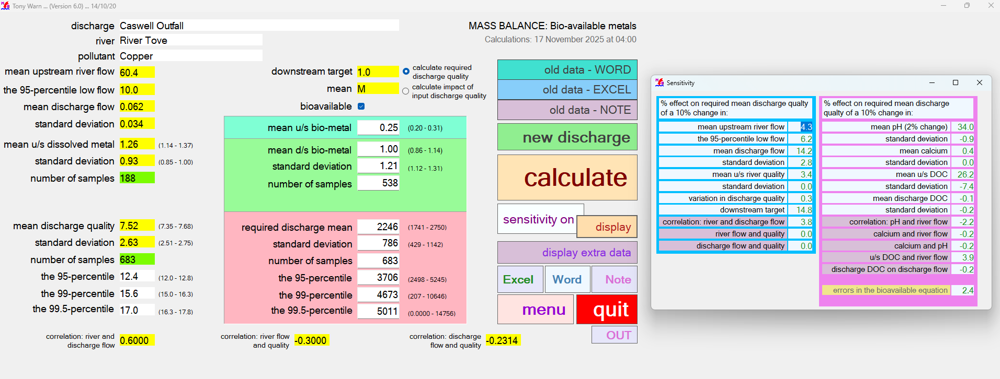 Tony Warn ... (Version 6.0) ... 14/10/20
discharge Caswell Outfall
river River Tove
pollutant Copper
MASS BALANCE: Bio-available metals
Calculations: 17 November 2025 at 04:00
mean upstream river flow 60.4
the 95-percentile low flow 10.0
mean discharge flow 0.062
standard deviation 0.034
mean u/s dissolved metal 1.26 (1.14 - 1.37)
standard deviation 0.93 (0.85 - 1.00)
number of samples 188
mean discharge quality 7.52 (7.35 - 7.68)
standard deviation 2.63 (2.51 - 2.75)
number of samples 683
the 95-percentile 12.4 (12.0 - 12.8)
the 99-percentile 15.6 (15.0 - 16.3)
the 99.5-percentile 17.0 (16.3 - 17.8)
downstream target 1.0
mean M
bioavailable
calculate required
discharge quality
calculate impact of
input discharge quality
mean u/s bio-metal 0.25 (0.20 - 0.31)
mean d/s bio-metal 1.00 (0.86 - 1.14)
standard deviation 1.21 (1.12 - 1.31)
number of samples 538
required discharge mean 2246 (1741 - 2750)
standard deviation 786 (429 - 1142)
number of samples 683
the 95-percentile 3706 (2498 - 5245)
the 99-percentile 4673 (207 - 10646)
the 99.5-percentile 5011 (0.0000 - 14756)
correlation: river and
discharge flow 0.6000
correlation: river flow
and quality -0.3000
correlation: discharge
flow and quality -0.2314
old data - WORD
old data - EXCEL
old data - NOTE
new discharge
calculate
sensitivity on
display
display extra data
Excel Word Note
menu quit
OUT
Sensitivity
% effect on required mean discharge qualty
of a 10% change in:
mean upstream river flow 4.3
the 95-percentile low flow 6.2
mean discharge flow 14.2
standard deviation 2.8
mean u/s river quality 3.4
standard deviation 0.0
variation in discharge quality 0.3
downstream target 14.8
correlation: river and discharge flow 3.8
river flow and quality 0.0
discharge flow and quality 0.0
% effect on required mean discharge
qualty of a 10% change in:
mean pH (2% change) 34.0
standard deviation -0.9
mean calcium 0.4
standard deviation 0.0
mean u/s DOC 26.2
standard deviation -7.4
mean discharge DOC -0.1
standard deviation -0.2
correlation: pH and river flow -2.2
calcium and river flow -0.2
calcium and pH -0.2
u/s DOC and river flow 3.9
discharge DOC on discharge flow -0.2
errors in the bioavailable equation 2.4